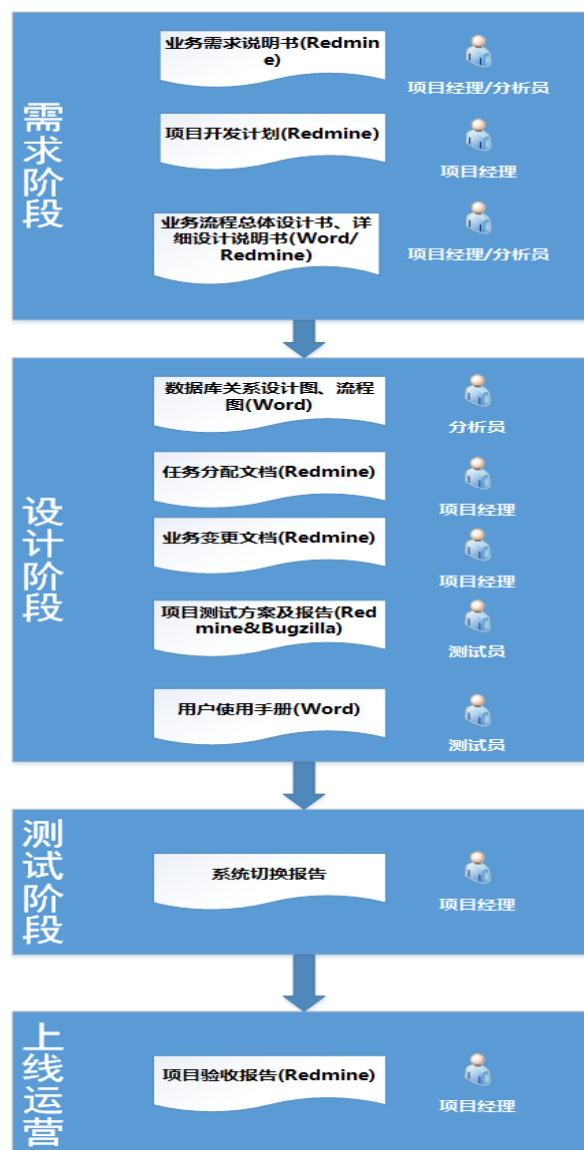 需求阶段
业务需求说明书(Redmin
e)
项目经理/分析员
项目开发计划(Redmine)
项目经理
业务流程总体设计书、详
细设计说明书(Word/
Redmine)
项目经理/分析员
设计阶段
数据库关系设计图、流程
图(Word)
分析员
任务分配文档(Redmine)
项目经理
业务变更文档(Redmine)
项目经理
项目测试方案及报告(Red
mine&Bugzilla)
测试员
用户使用手册(Word)
测试员
测试阶段
系统切换报告
项目经理
上线运营
项目验收报告(Redmine)
项目经理